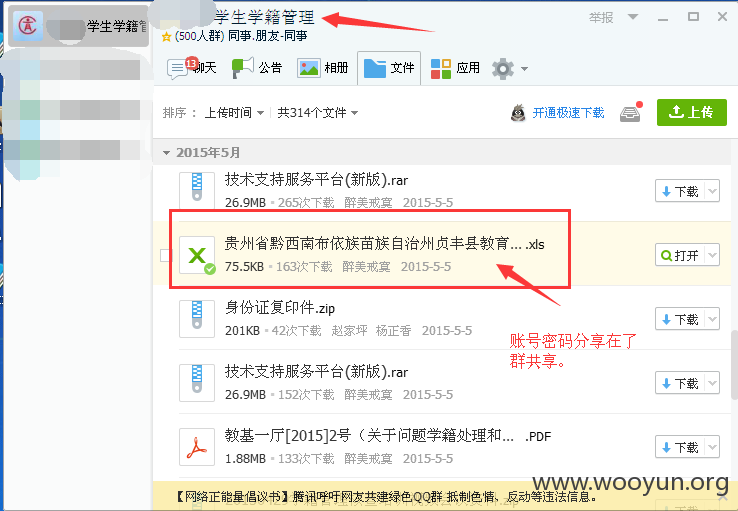 学生学籍管理
学生学籍管
举报
(500人群) 同事.朋友-同事
13
聊天
公告
相册
文件
应用
排序：
上传时间
共314个文件
开通极速下载
上传
2015年5月
技术支持服务平台(新版).rar
26.9MB
265次下载
醉美戒寞
2015-5-5
下载
贵州省黔西南布依族苗族自治州贞丰县教育... .xls
75.5KB
163次下载
醉美戒寞
2015-5-5
打开
身份证复印件.zip
201KB
42次下载
赵家坪 杨正香
2015-5-5
下载
账号密码分享在了
群共享。
技术支持服务平台(新版).rar
26.9MB
152次下载
醉美戒寞
2015-5-5
下载
教基一厅[2015]2号（关于问题学籍处理和... .PDF
1.88MB
133次下载
醉美戒寞
2015-5-5
下载
www.wooyun.org
【网络正能量倡议书】腾讯呼吁网友共建绿色QQ群,抵制色情、反动等违法信息。